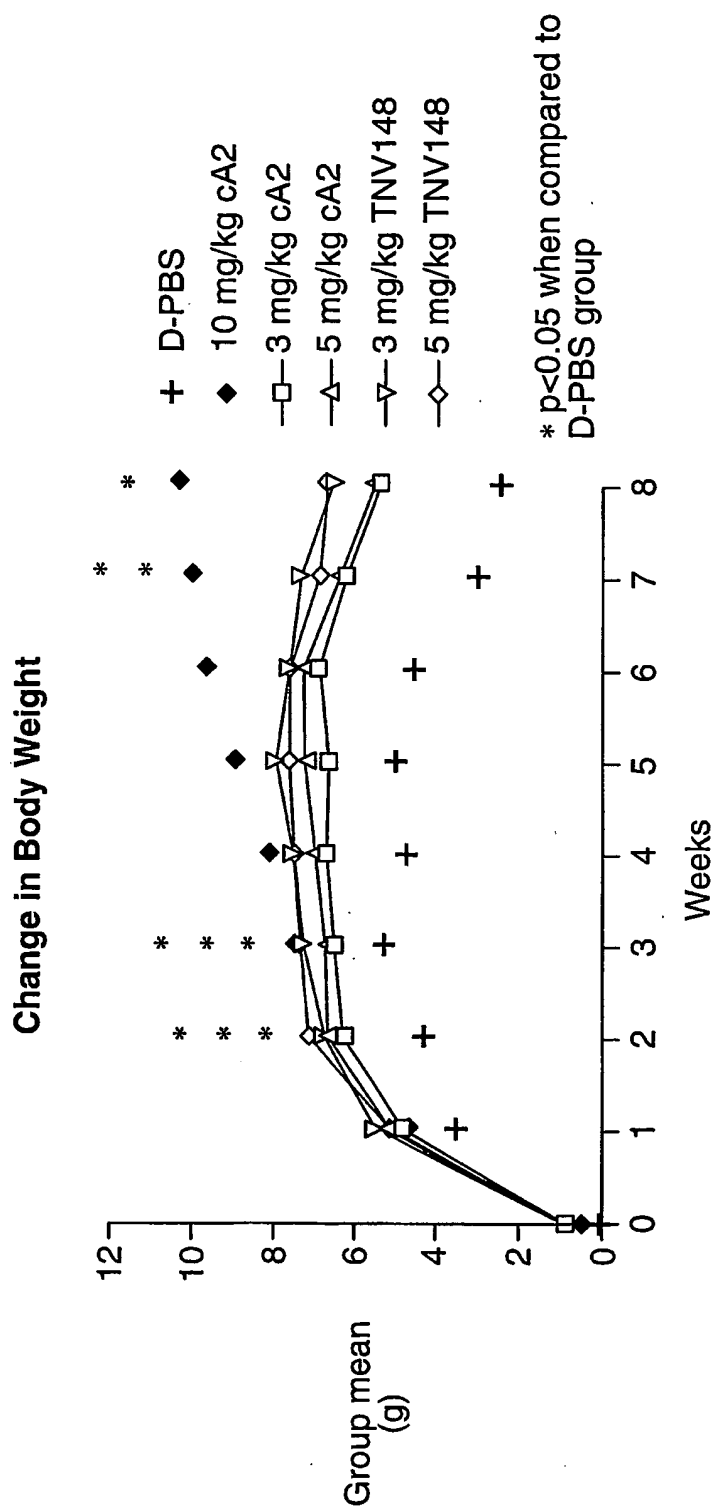 Change in Body Weight
Group mean
(g)
12
10
8
6
4
2
0
* * *
* * *
* *
*
0 1 2 3 4 5 6 7 8
Weeks
D-PBS
10 mg/kg cA2
3 mg/kg cA2
5 mg/kg cA2
3 mg/kg TNV148
5 mg/kg TNV148
* p<0.05 when compared to
D-PBS group